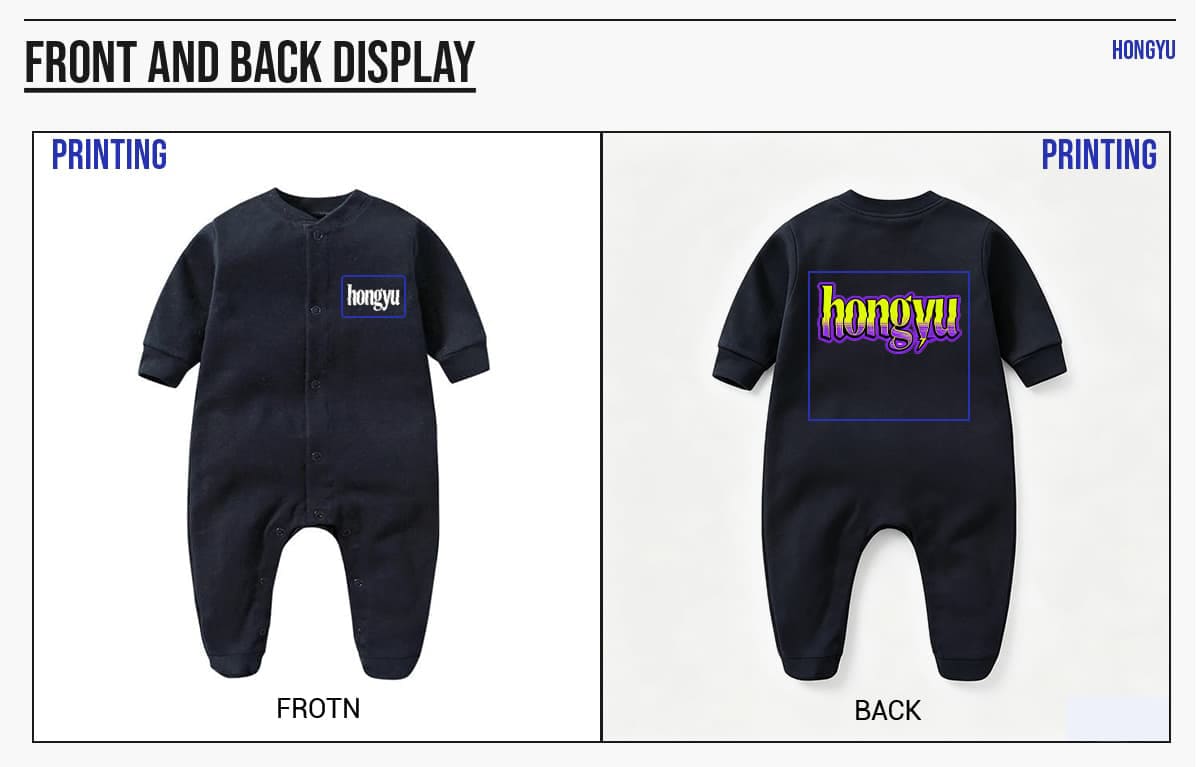 FRONT AND BACK DISPLAY
HONGYU
PRINTING
PRINTING
hongyu
hongyu
FROTN
BACK